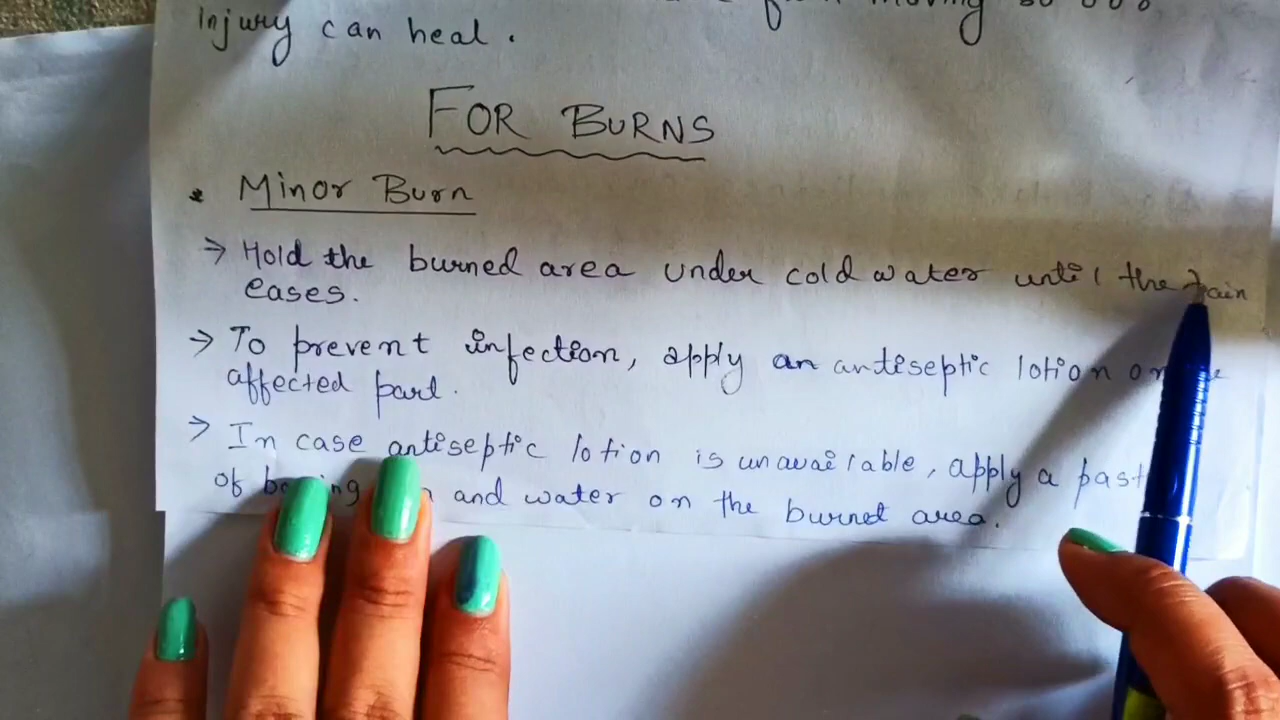 injury can heal.
FOR BURNS
* Minor Burn
→ Hold the burned area under cold water until the pain
eases.
→ To prevent infection, apply an antiseptic lotion on
affected part.
→ In case antiseptic lotion is unavailable, apply a
of and water on the burnet area.